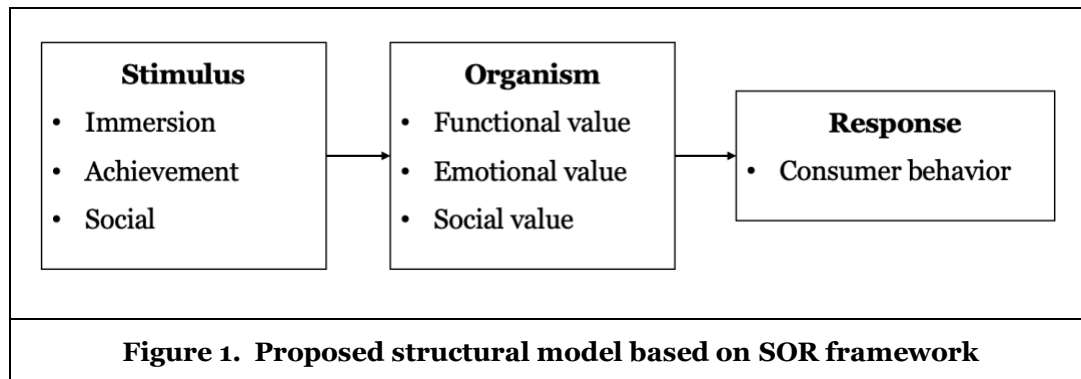 Stimulus
• Immersion
• Achievement
• Social
Organism
• Functional value
• Emotional value
• Social value
Response
• Consumer behavior
Figure 1. Proposed structural model based on SOR framework